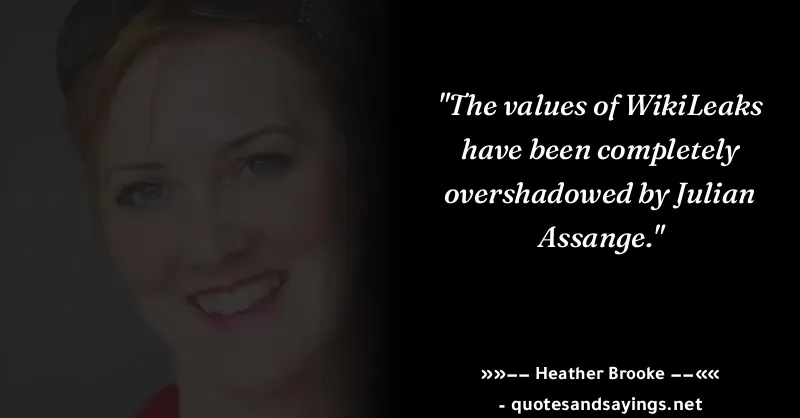 "The values of WikiLeaks
have been completely
overshadowed by Julian
Assange."
»»—— Heather Brooke ——««
- quotesandsayings.net